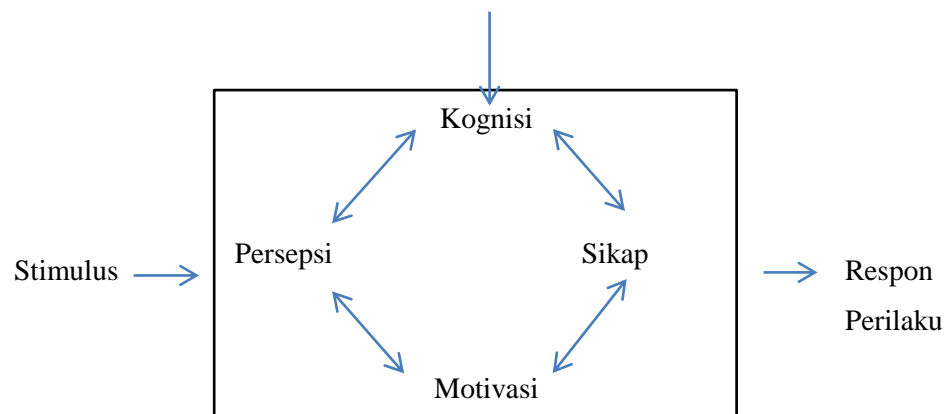 Kognisi
Stimulus
Persepsi
Sikap
Respon
Perilaku
Motivasi